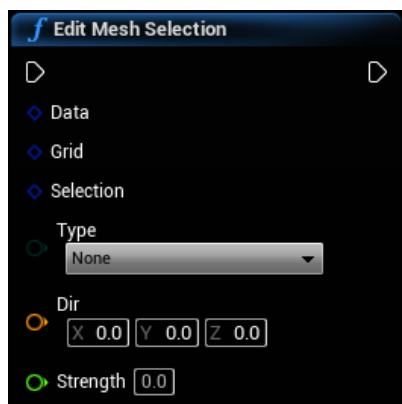 f Edit Mesh Selection
Data
Grid
Selection
Type
None
Dir
X 0.0 Y 0.0 Z 0.0
Strength 0.0